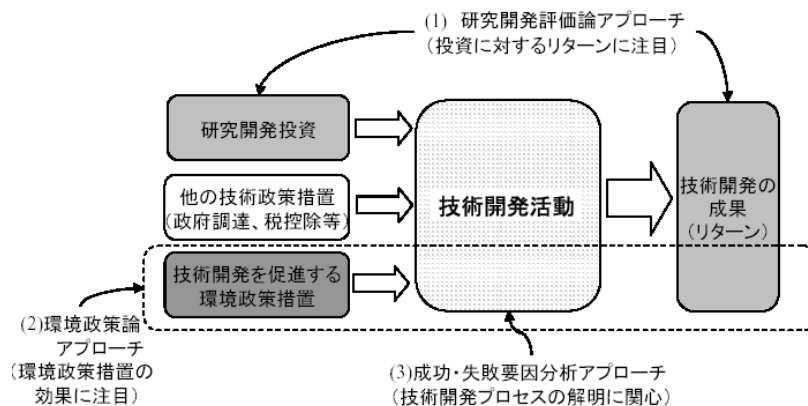 (1) 研究開発評価論アプローチ
(投資に対するリターンに注目)
研究開発投資
他の技術政策措置
(政府調達、税控除等)
技術開発を促進する
環境政策措置
技術開発活動
技術開発の
成果
(リターン)
(2)環境政策論
アプローチ
(環境政策措置の
効果に注目)
(3)成功・失敗要因分析アプローチ
(技術開発プロセスの解明に関心)